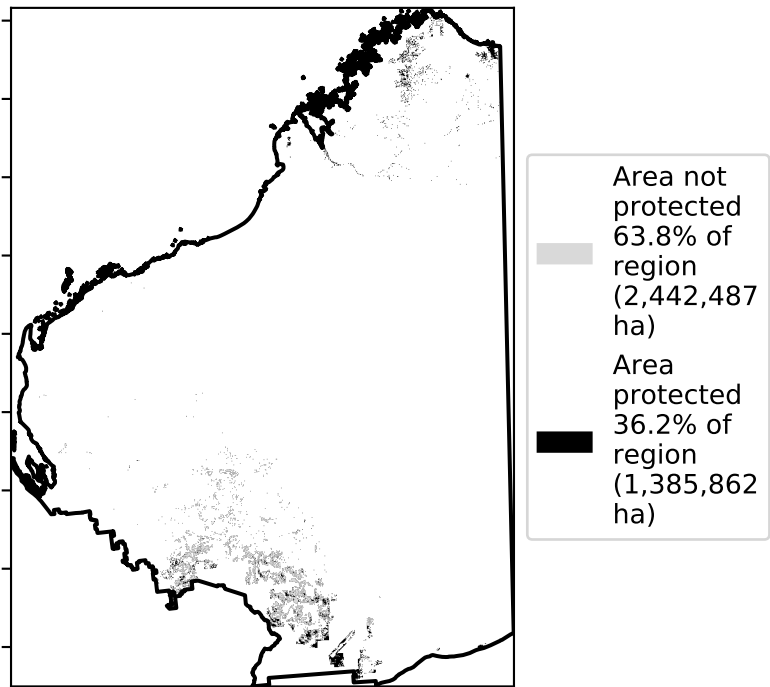 Area not
protected
63.8% of
region
(2,442,487
ha)
Area
protected
36.2% of
region
(1,385,862
ha)